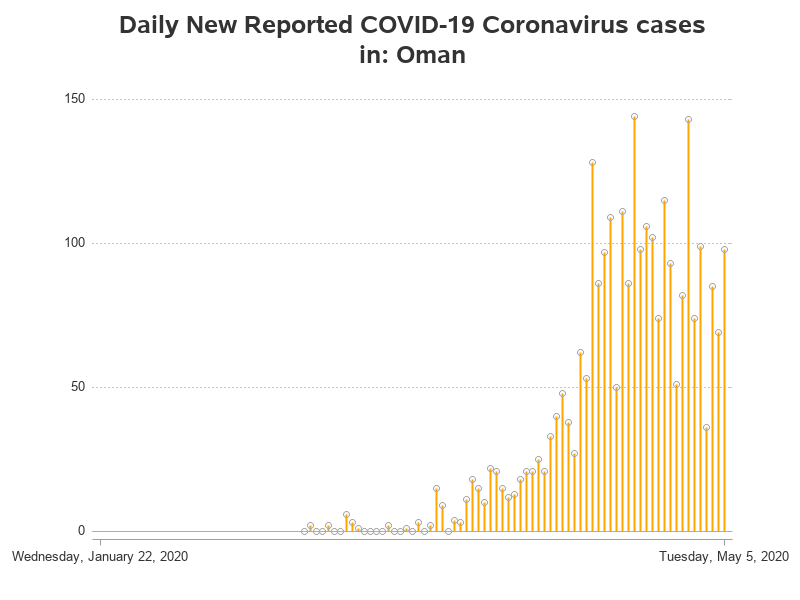 Daily New Reported COVID-19 Coronavirus cases
in: Oman
150
100
50
0
Wednesday, January 22, 2020 Tuesday, May 5, 2020